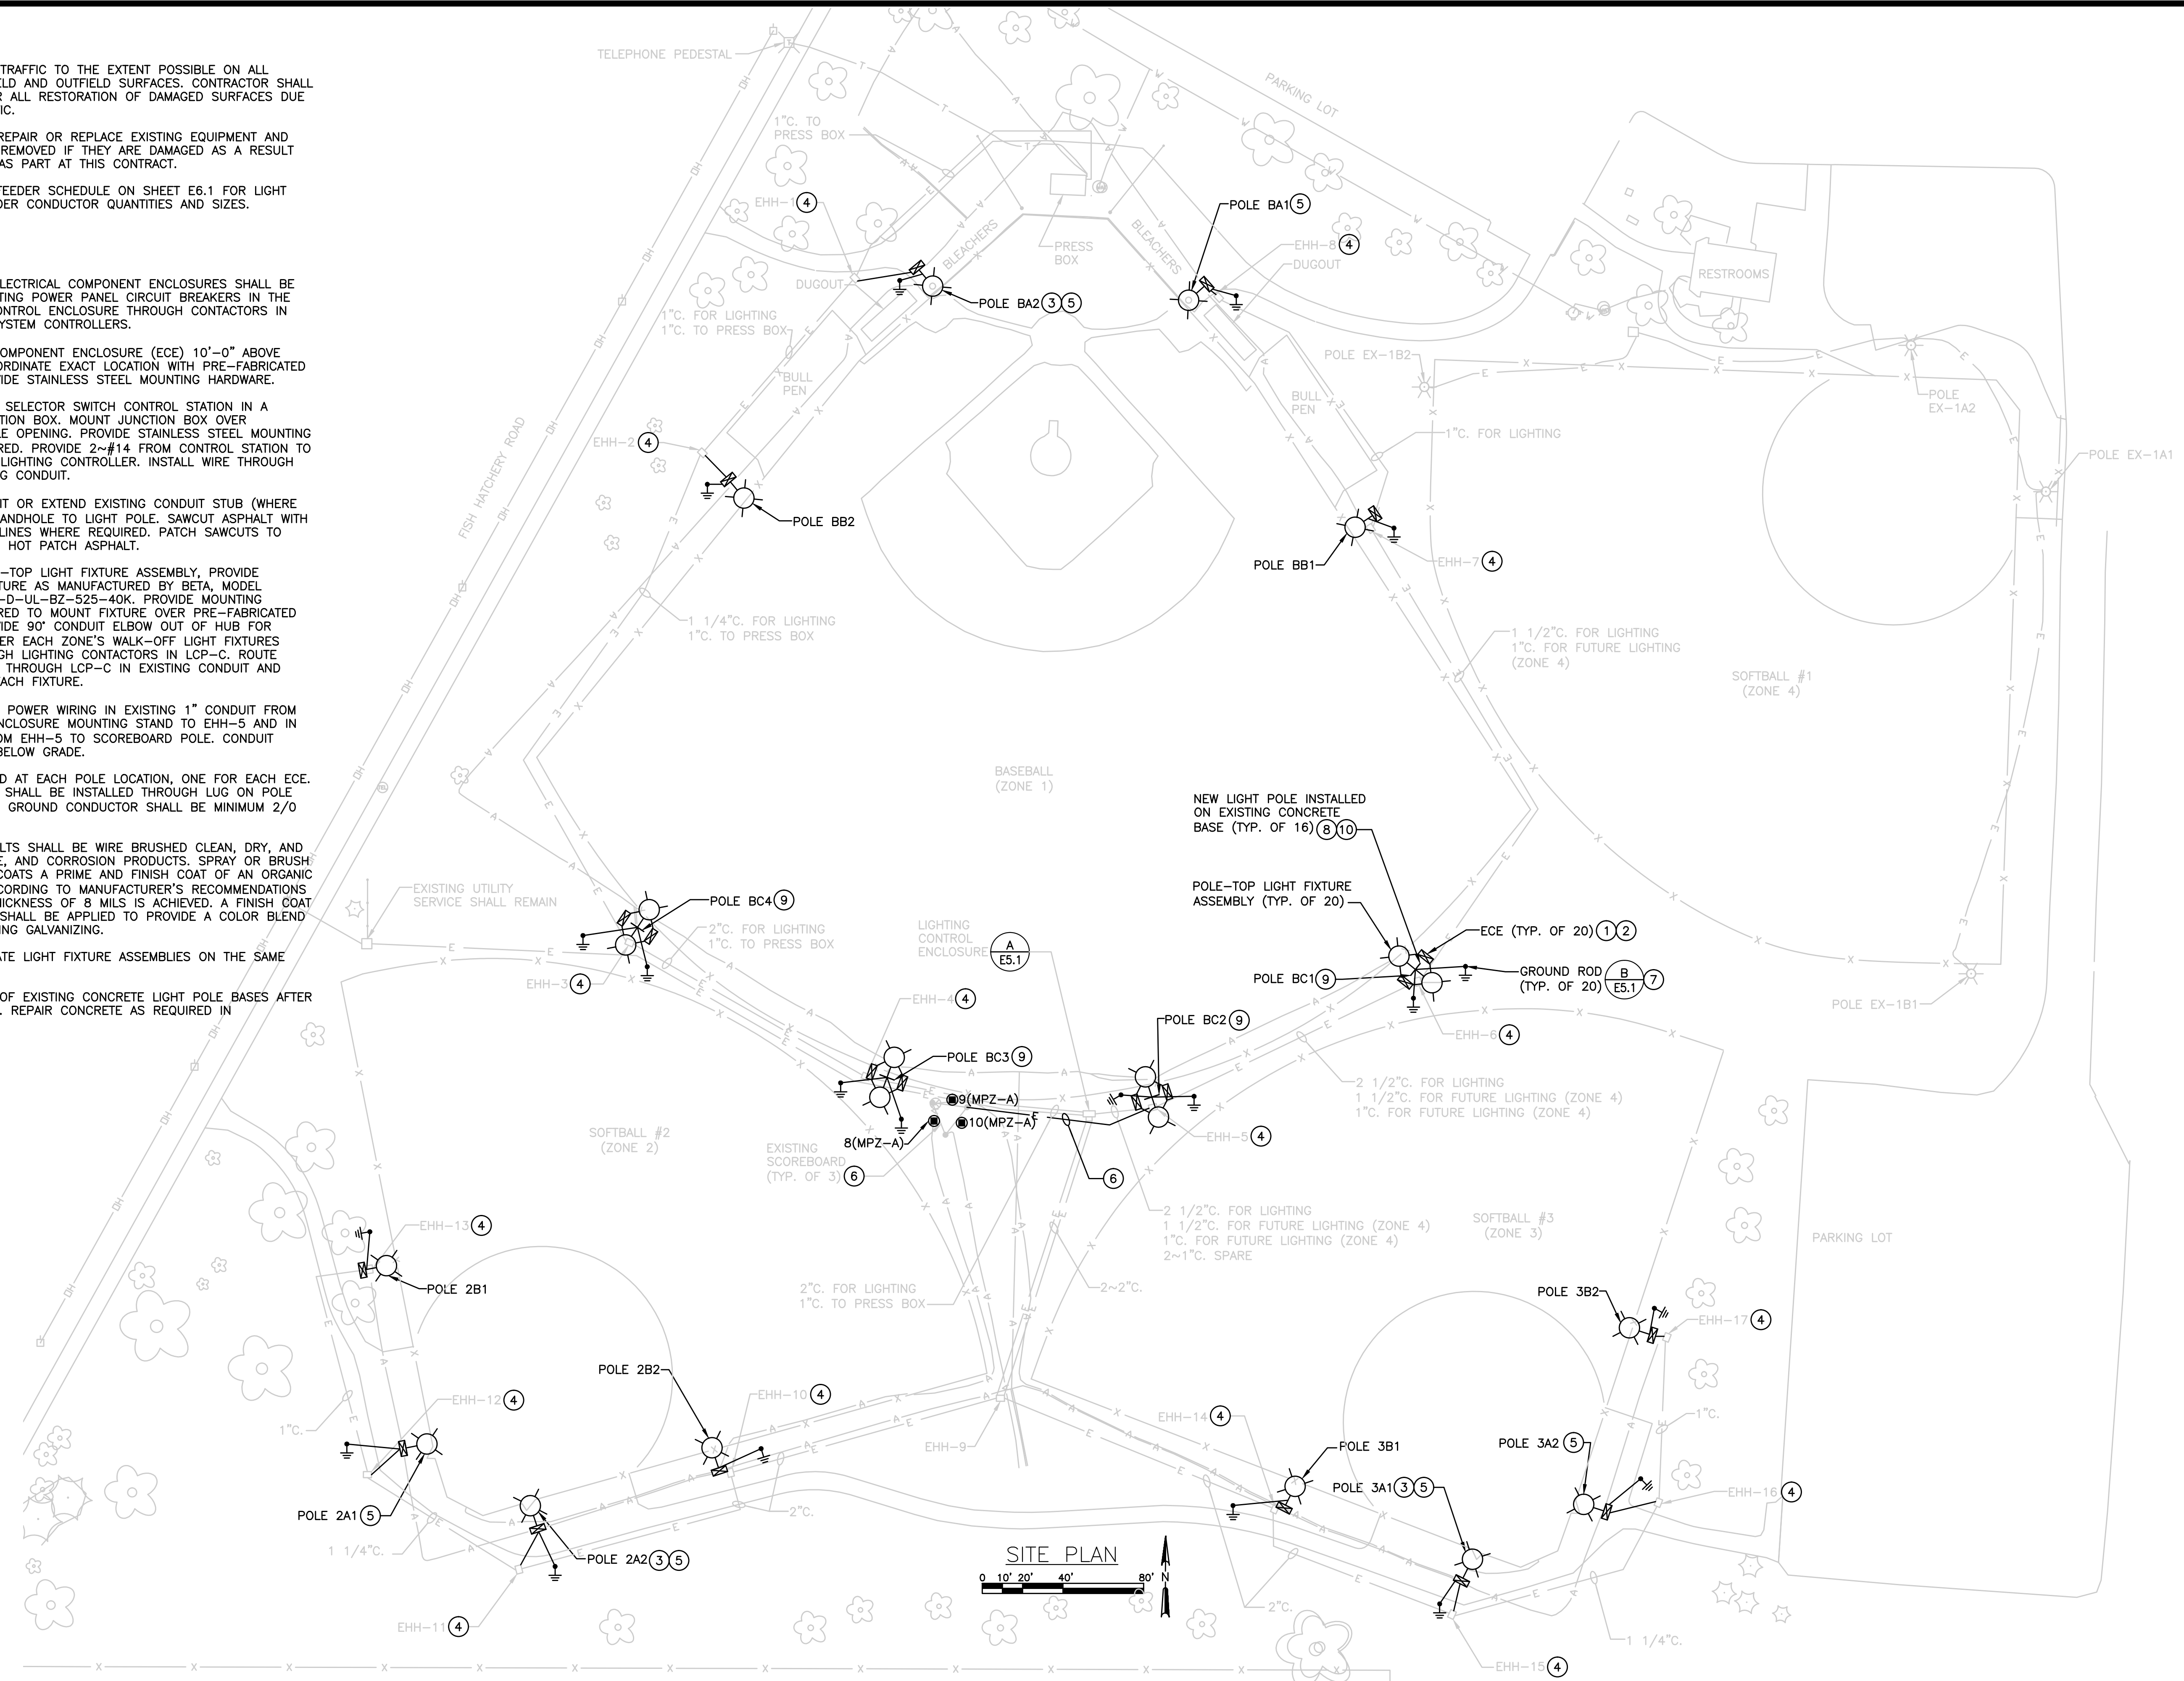 TRAFFIC TO THE EXTENT POSSIBLE ON ALL
ELD AND OUTFIELD SURFACES. CONTRACTOR SHALL
R ALL RESTORATION OF DAMAGED SURFACES DUE
IC.
REPAIR OR REPLACE EXISTING EQUIPMENT AND
REMOVED IF THEY ARE DAMAGED AS A RESULT
AS PART AT THIS CONTRACT.
FEEDER SCHEDULE ON SHEET E6.1 FOR LIGHT
DER CONDUCTOR QUANTITIES AND SIZES.
LECTRICAL COMPONENT ENCLOSURES SHALL BE
TING POWER PANEL CIRCUIT BREAKERS IN THE
ONTROL ENCLOSURE THROUGH CONTACTORS IN
YSTEM CONTROLLERS.
OMPONENT ENCLOSURE (ECE) 10'-0" ABOVE
ORDINATE EXACT LOCATION WITH PRE-FABRICATED
VIDE STAINLESS STEEL MOUNTING HARDWARE.
SELECTOR SWITCH CONTROL STATION IN A
TION BOX. MOUNT JUNCTION BOX OVER
LE OPENING. PROVIDE STAINLESS STEEL MOUNTING
RED. PROVIDE 2~#14 FROM CONTROL STATION TO
LIGHTING CONTROLLER. INSTALL WIRE THROUGH
G CONDUIT.
IT OR EXTEND EXISTING CONDUIT STUB (WHERE
ANDHOLE TO LIGHT POLE. SAWCUT ASPHALT WITH
LINES WHERE REQUIRED. PATCH SAWCUTS TO
HOT PATCH ASPHALT.
-TOP LIGHT FIXTURE ASSEMBLY, PROVIDE
TURE AS MANUFACTURED BY BETA, MODEL
-D-UL-BZ-525-40K. PROVIDE MOUNTING
RED TO MOUNT FIXTURE OVER PRE-FABRICATED
VIDE 90° CONDUIT ELBOW OUT OF HUB FOR
ER EACH ZONE'S WALK-OFF LIGHT FIXTURES
GH LIGHTING CONTACTORS IN LCP-C. ROUTE
THROUGH LCP-C IN EXISTING CONDUIT AND
ACH FIXTURE.
POWER WIRING IN EXISTING 1" CONDUIT FROM
NCLOSURE MOUNTING STAND TO EHH-5 AND IN
OM EHH-5 TO SCOREBOARD POLE. CONDUIT
BELOW GRADE.
D AT EACH POLE LOCATION, ONE FOR EACH ECE.
SHALL BE INSTALLED THROUGH LUG ON POLE
GROUND CONDUCTOR SHALL BE MINIMUM 2/0
LTS SHALL BE WIRE BRUSHED CLEAN, DRY, AND
E, AND CORROSION PRODUCTS. SPRAY OR BRUSH
COATS A PRIME AND FINISH COAT OF AN ORGANIC
CORDING TO MANUFACTURER'S RECOMMENDATIONS
HICKNESS OF 8 MILS IS ACHIEVED. A FINISH COAT
SHALL BE APPLIED TO PROVIDE A COLOR BLEND
ING GALVANIZING.
ATE LIGHT FIXTURE ASSEMBLIES ON THE SAME
OF EXISTING CONCRETE LIGHT POLE BASES AFTER
. REPAIR CONCRETE AS REQUIRED IN
TELEPHONE PEDESTAL
PARKING LOT
1"C. TO
PRESS BOX
EHH-1 4
BLEACHERS
PRESS
BOX
BLEACHERS
POLE BA1 5
EHH-8 4
DUGOUT
RESTROOMS
DUGOUT
POLE BA2 3 5
1"C. FOR LIGHTING
1"C. TO PRESS BOX
BULL
PEN
BULL
PEN
POLE EX-1B2
POLE
EX-1A2
POLE EX-1A1
1"C. FOR LIGHTING
EHH-2 4
FISH HATCHERY ROAD
POLE BB2
POLE BB1
EHH-7 4
1 1/4"C. FOR LIGHTING
1"C. TO PRESS BOX
1 1/2"C. FOR LIGHTING
1"C. FOR FUTURE LIGHTING
(ZONE 4)
SOFTBALL #1
(ZONE 4)
BASEBALL
(ZONE 1)
NEW LIGHT POLE INSTALLED
ON EXISTING CONCRETE
BASE (TYP. OF 16) 8 10
POLE-TOP LIGHT FIXTURE
ASSEMBLY (TYP. OF 20)
ECE (TYP. OF 20) 1 2
GROUND ROD
(TYP. OF 20)
B
E5.1
7
POLE BC1 9
EXISTING UTILITY
SERVICE SHALL REMAIN
POLE BC4 9
2"C. FOR LIGHTING
1"C. TO PRESS BOX
LIGHTING
CONTROL
ENCLOSURE
A
E5.1
EHH-3 4
EHH-4 4
POLE BC2 9
EHH-6 4
POLE EX-1B1
POLE BC3 9
9(MPZ-A)
10(MPZ-A)
8(MPZ-A)
EXISTING
SCOREBOARD
(TYP. OF 3) 6
6
EHH-5 4
2 1/2"C. FOR LIGHTING
1 1/2"C. FOR FUTURE LIGHTING (ZONE 4)
1"C. FOR FUTURE LIGHTING (ZONE 4)
SOFTBALL #2
(ZONE 2)
2 1/2"C. FOR LIGHTING
1 1/2"C. FOR FUTURE LIGHTING (ZONE 4)
1"C. FOR FUTURE LIGHTING (ZONE 4)
2~1"C. SPARE
SOFTBALL #3
(ZONE 3)
PARKING LOT
EHH-13 4
POLE 2B1
2"C. FOR LIGHTING
1"C. TO PRESS BOX
2~2"C.
POLE 3B2
EHH-17 4
POLE 2B2
EHH-12 4
EHH-10 4
1"C.
EHH-9
EHH-14 4
1"C.
POLE 3B1
POLE 3A2 5
POLE 3A1 3 5
EHH-16 4
POLE 2A1 5
2"C.
1 1/4"C.
POLE 2A2 3 5
SITE PLAN
0 10' 20' 40' 80' N
2"C.
EHH-11 4
1 1/4"C.
EHH-15 4